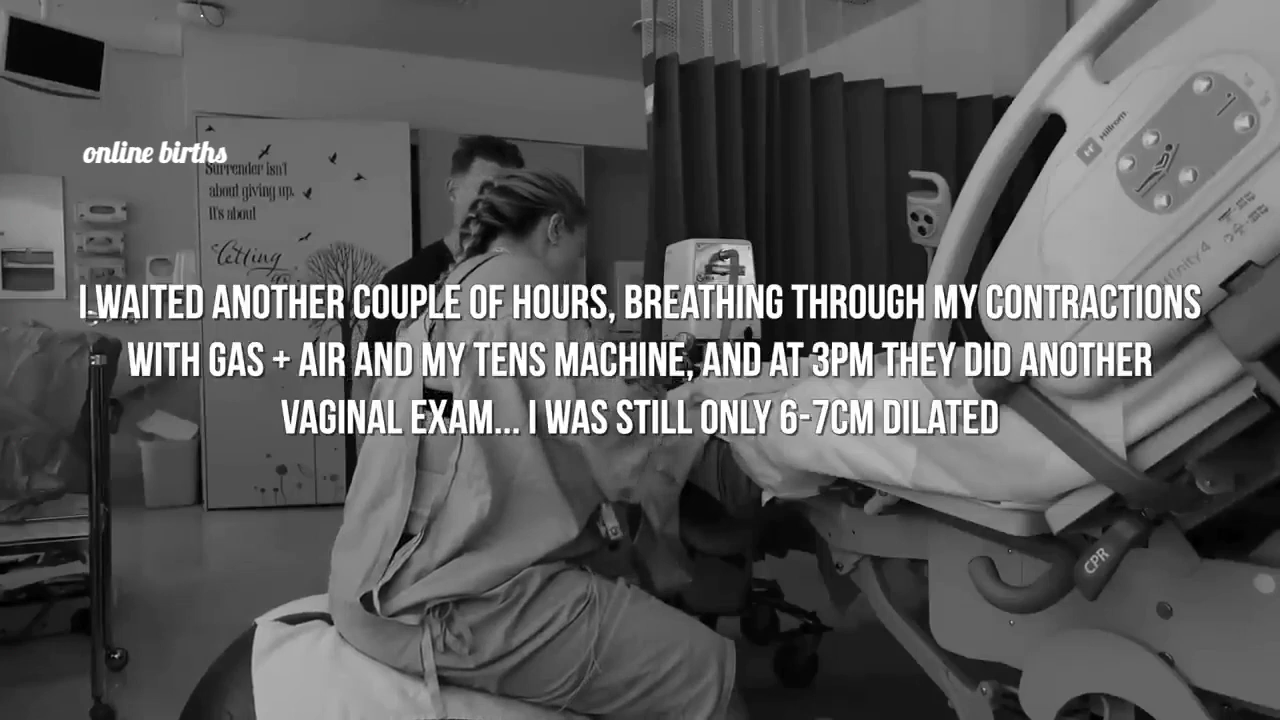 online births
Surrender isn't
about giving up.
It's about
Letting
Hillrom
I WAITED ANOTHER COUPLE OF HOURS, BREATHING THROUGH MY CONTRACTIONS
WITH GAS + AIR AND MY TENS MACHINE, AND AT 3PM THEY DID ANOTHER
VAGINAL EXAM... I WAS STILL ONLY 6-7CM DILATED
CPR